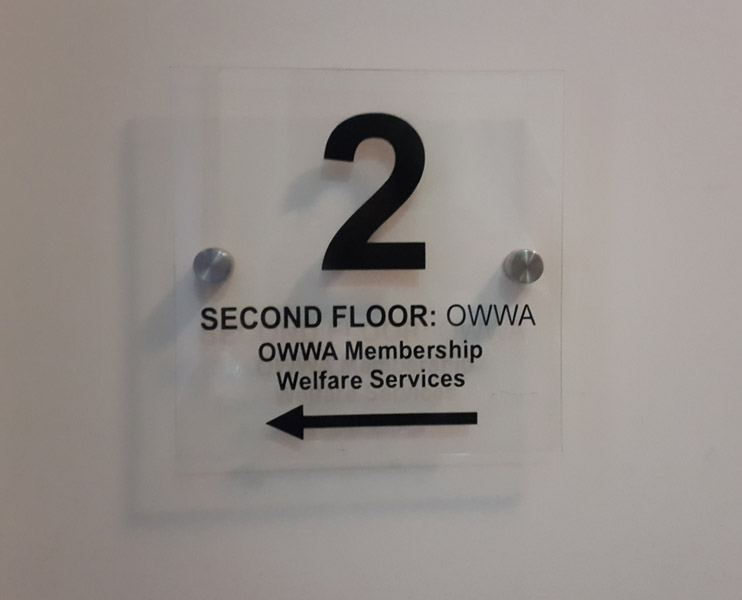 2
SECOND FLOOR: OWWA
OWWA Membership
Welfare Services